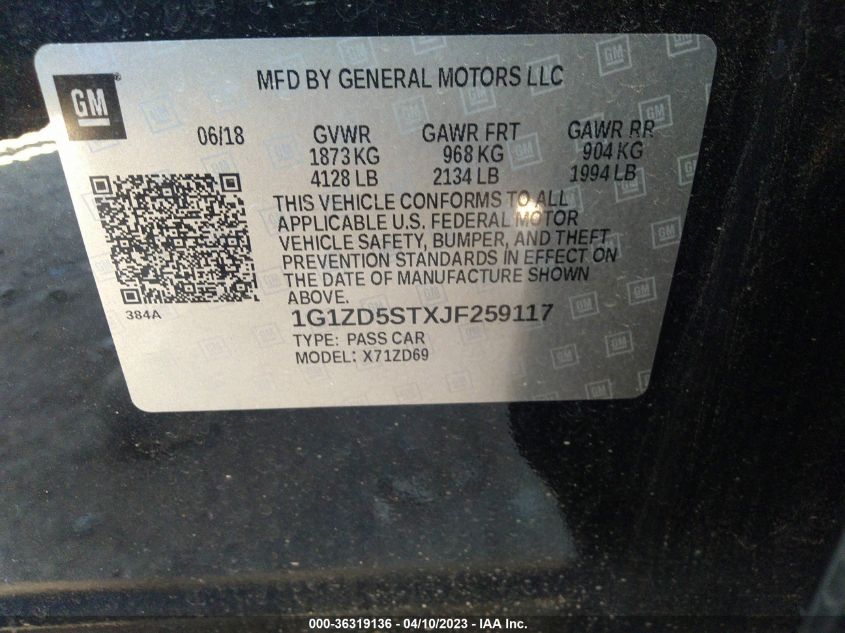 GM
MFD BY GENERAL MOTORS LLC
06/18 GVWR GAWR FRT GAWR RR
1873 KG 968 KG 904 KG
4128 LB 2134 LB 1994 LB
THIS VEHICLE CONFORMS TO ALL
APPLICABLE U.S. FEDERAL MOTOR
VEHICLE SAFETY, BUMPER, AND THEFT
PREVENTION STANDARDS IN EFFECT ON
THE DATE OF MANUFACTURE SHOWN
ABOVE.
384A
1G1ZD5STXJF259117
TYPE: PASS CAR
MODEL: X71ZD69
000-36319136 - 04/10/2023 - IAA Inc.